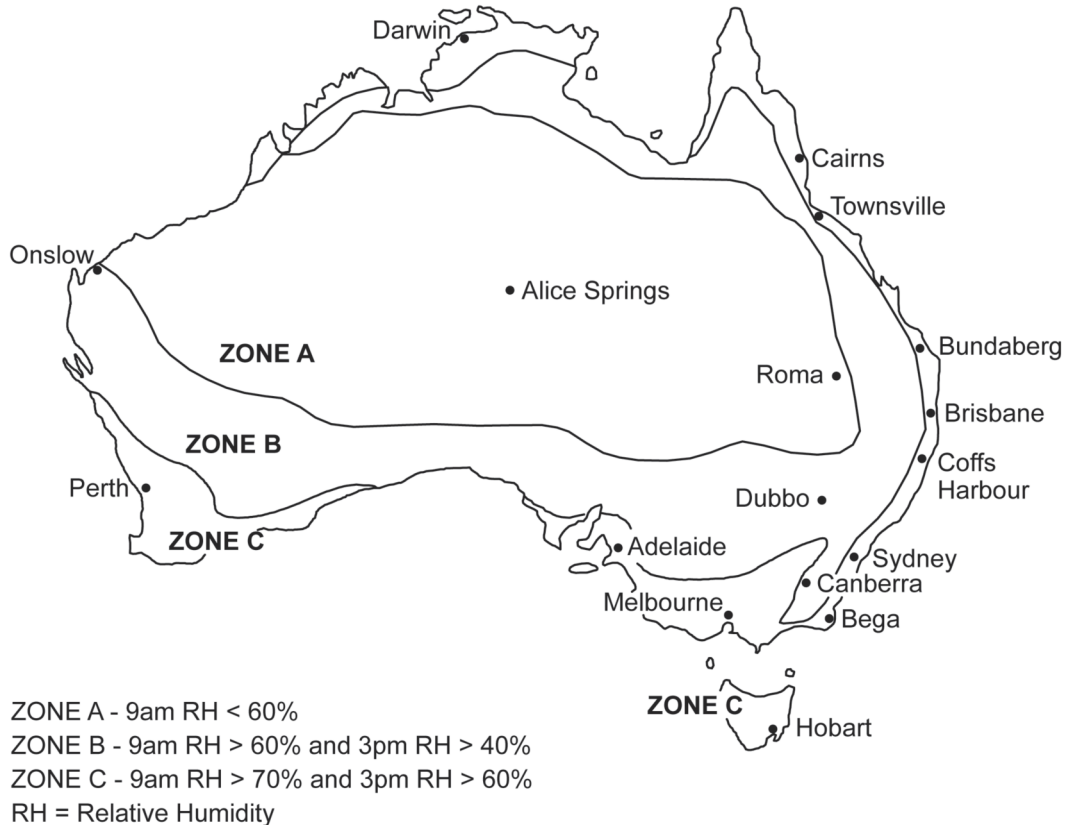 Darwin
Cairns
Townsville
Onslow
Alice Springs
ZONE A
Bundaberg
Roma
Brisbane
ZONE B
Coffs
Harbour
Perth
Dubbo
ZONE C
Adelaide
Sydney
Canberra
Melbourne
Bega
ZONE C
Hobart
ZONE A - 9am RH < 60%
ZONE B - 9am RH > 60% and 3pm RH > 40%
ZONE C - 9am RH > 70% and 3pm RH > 60%
RH = Relative Humidity